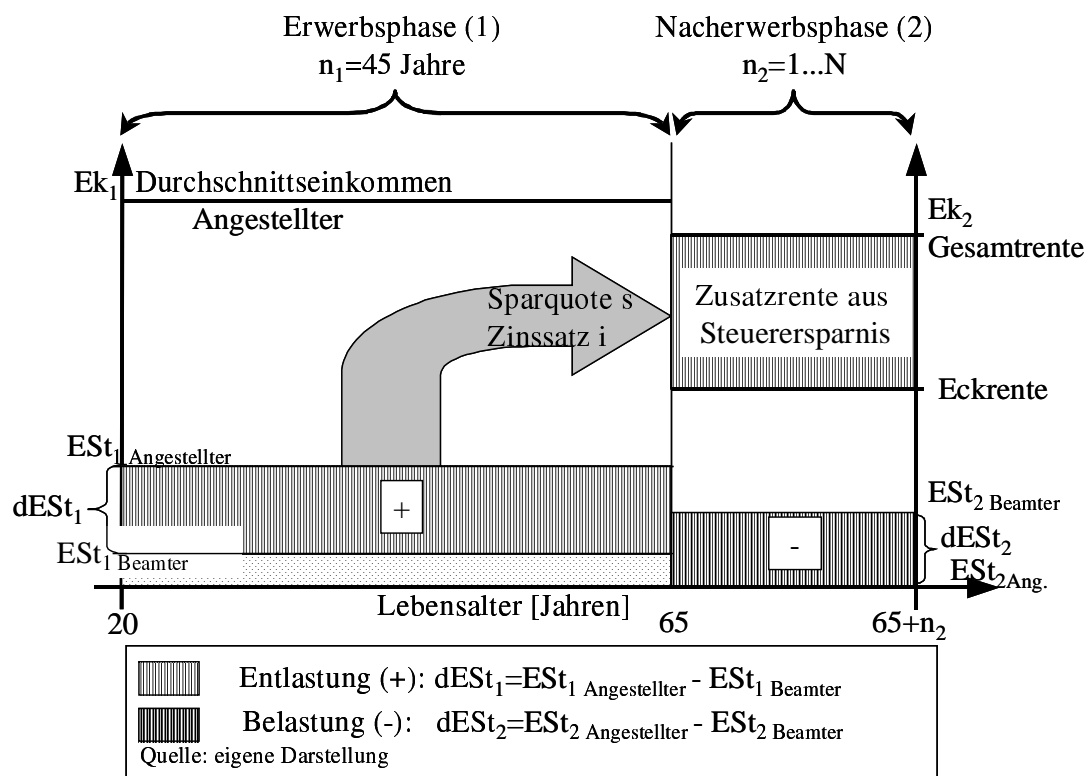 Erwerbsphase (1)
n₁=45 Jahre
Nacherwerbsphase (2)
n₂=1...N
Ek₁
Durchschnittseinkommen
Angestellter
Ek₂
Gesamtrente
Sparquote s
Zinssatz i
Zusatzrente aus
Steuerersparnis
Eckrente
ESt₁ Angestellter
dESt₁
+
ESt₁ Beamter
ESt₂ Beamter
-
dESt₂
ESt₂Ang.
Lebensalter [Jahren]
20
65
65+n₂
Entlastung (+): dESt₁=ESt₁ Angestellter - ESt₁ Beamter
Belastung (-): dESt₂=ESt₂ Angestellter - ESt₂ Beamter
Quelle: eigene Darstellung